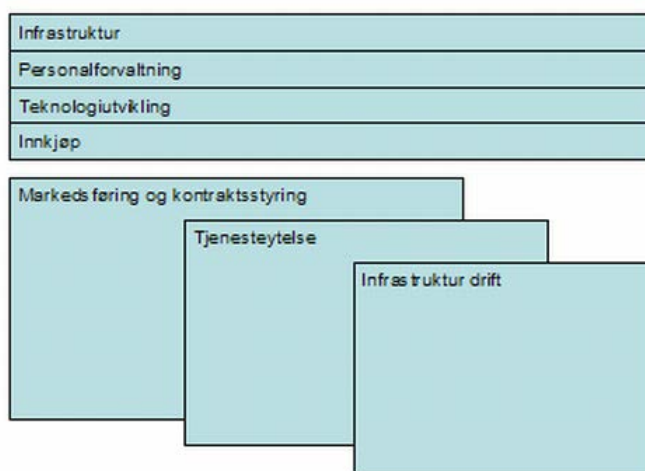 Infrastruktur
Personalforvaltning
Teknologiutvikling
Innkjøp
Markedsføring og kontraktsstyring
Tjenesteytelse
Infrastruktur drift